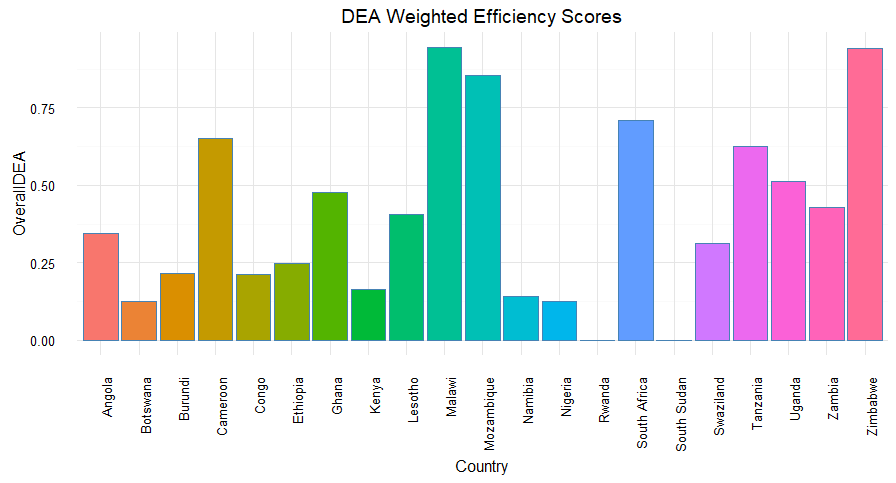 DEA Weighted Efficiency Scores
OverallDEA
0.75
0.50
0.25
0.00
Angola
Botswana
Burundi
Cameroon
Congo
Ethiopia
Ghana
Kenya
Lesotho
Malawi
Mozambique
Namibia
Nigeria
Rwanda
South Africa
South Sudan
Swaziland
Tanzania
Uganda
Zambia
Zimbabwe
Country